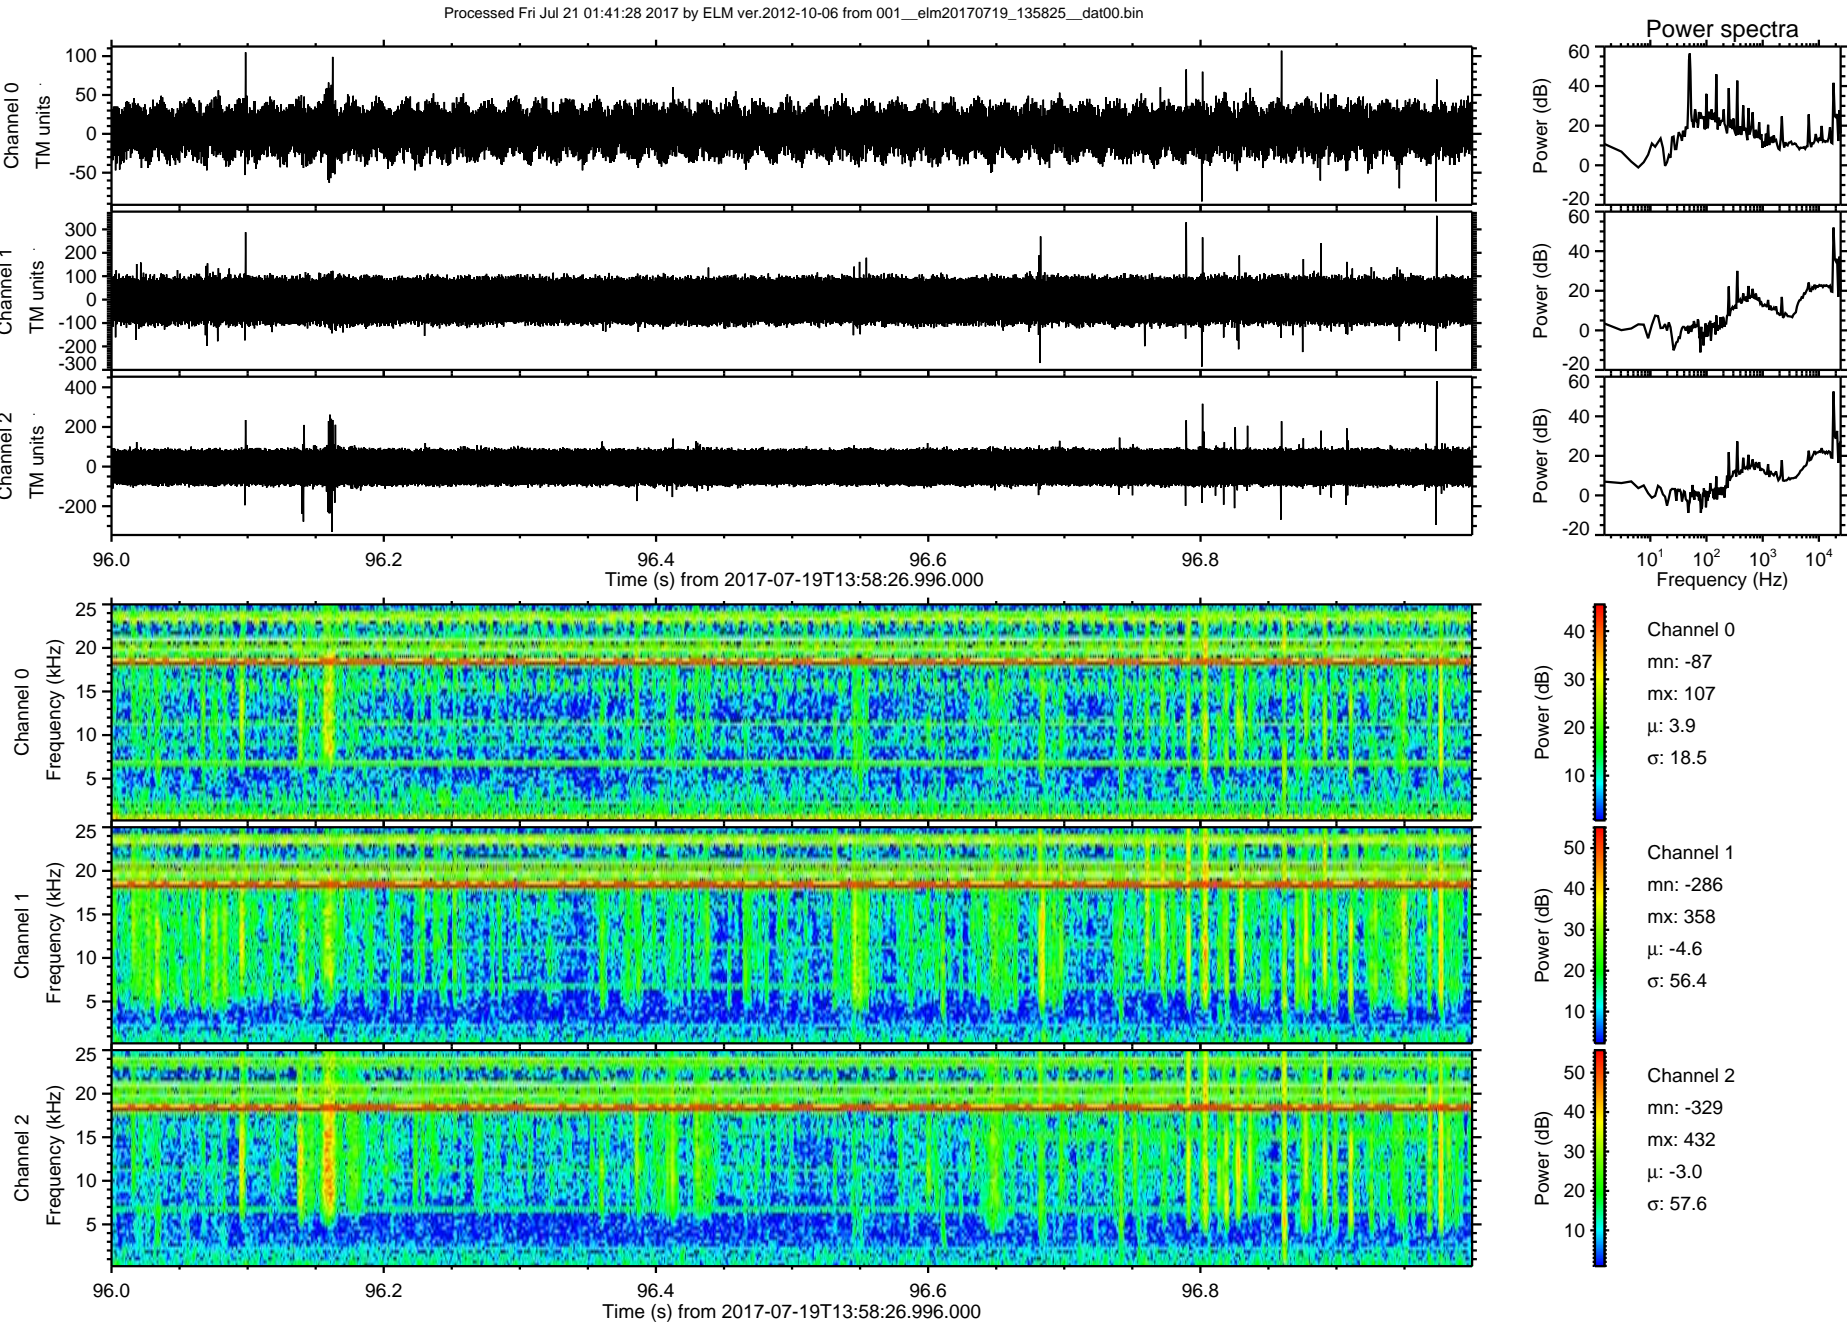 Processed Fri Jul 21 01:41:28 2017 by ELM ver.2012-10-06 from 001__elm20170719_135825__dat00.bin
Power spectra
Channel 0
TM units
100
50
0
-50
Power (dB)
60
40
20
0
-20
Channel 1
TM units
300
200
100
0
-100
-200
-300
Power (dB)
60
40
20
0
-20
Channel 2
TM units
400
200
0
-200
Power (dB)
60
40
20
0
-20
96.0 96.2 96.4 96.6 96.8
Time (s) from 2017-07-19T13:58:26.996.000
10¹ 10² 10³ 10⁴
Frequency (Hz)
Channel 0
Frequency (kHz)
25
20
15
10
5
Power (dB)
40
30
20
10
Channel 0
mn: -87
mx: 107
μ: 3.9
σ: 18.5
Channel 1
Frequency (kHz)
25
20
15
10
5
Power (dB)
50
40
30
20
10
Channel 1
mn: -286
mx: 358
μ: -4.6
σ: 56.4
Channel 2
Frequency (kHz)
25
20
15
10
5
Power (dB)
50
40
30
20
10
Channel 2
mn: -329
mx: 432
μ: -3.0
σ: 57.6
96.0 96.2 96.4 96.6 96.8
Time (s) from 2017-07-19T13:58:26.996.000